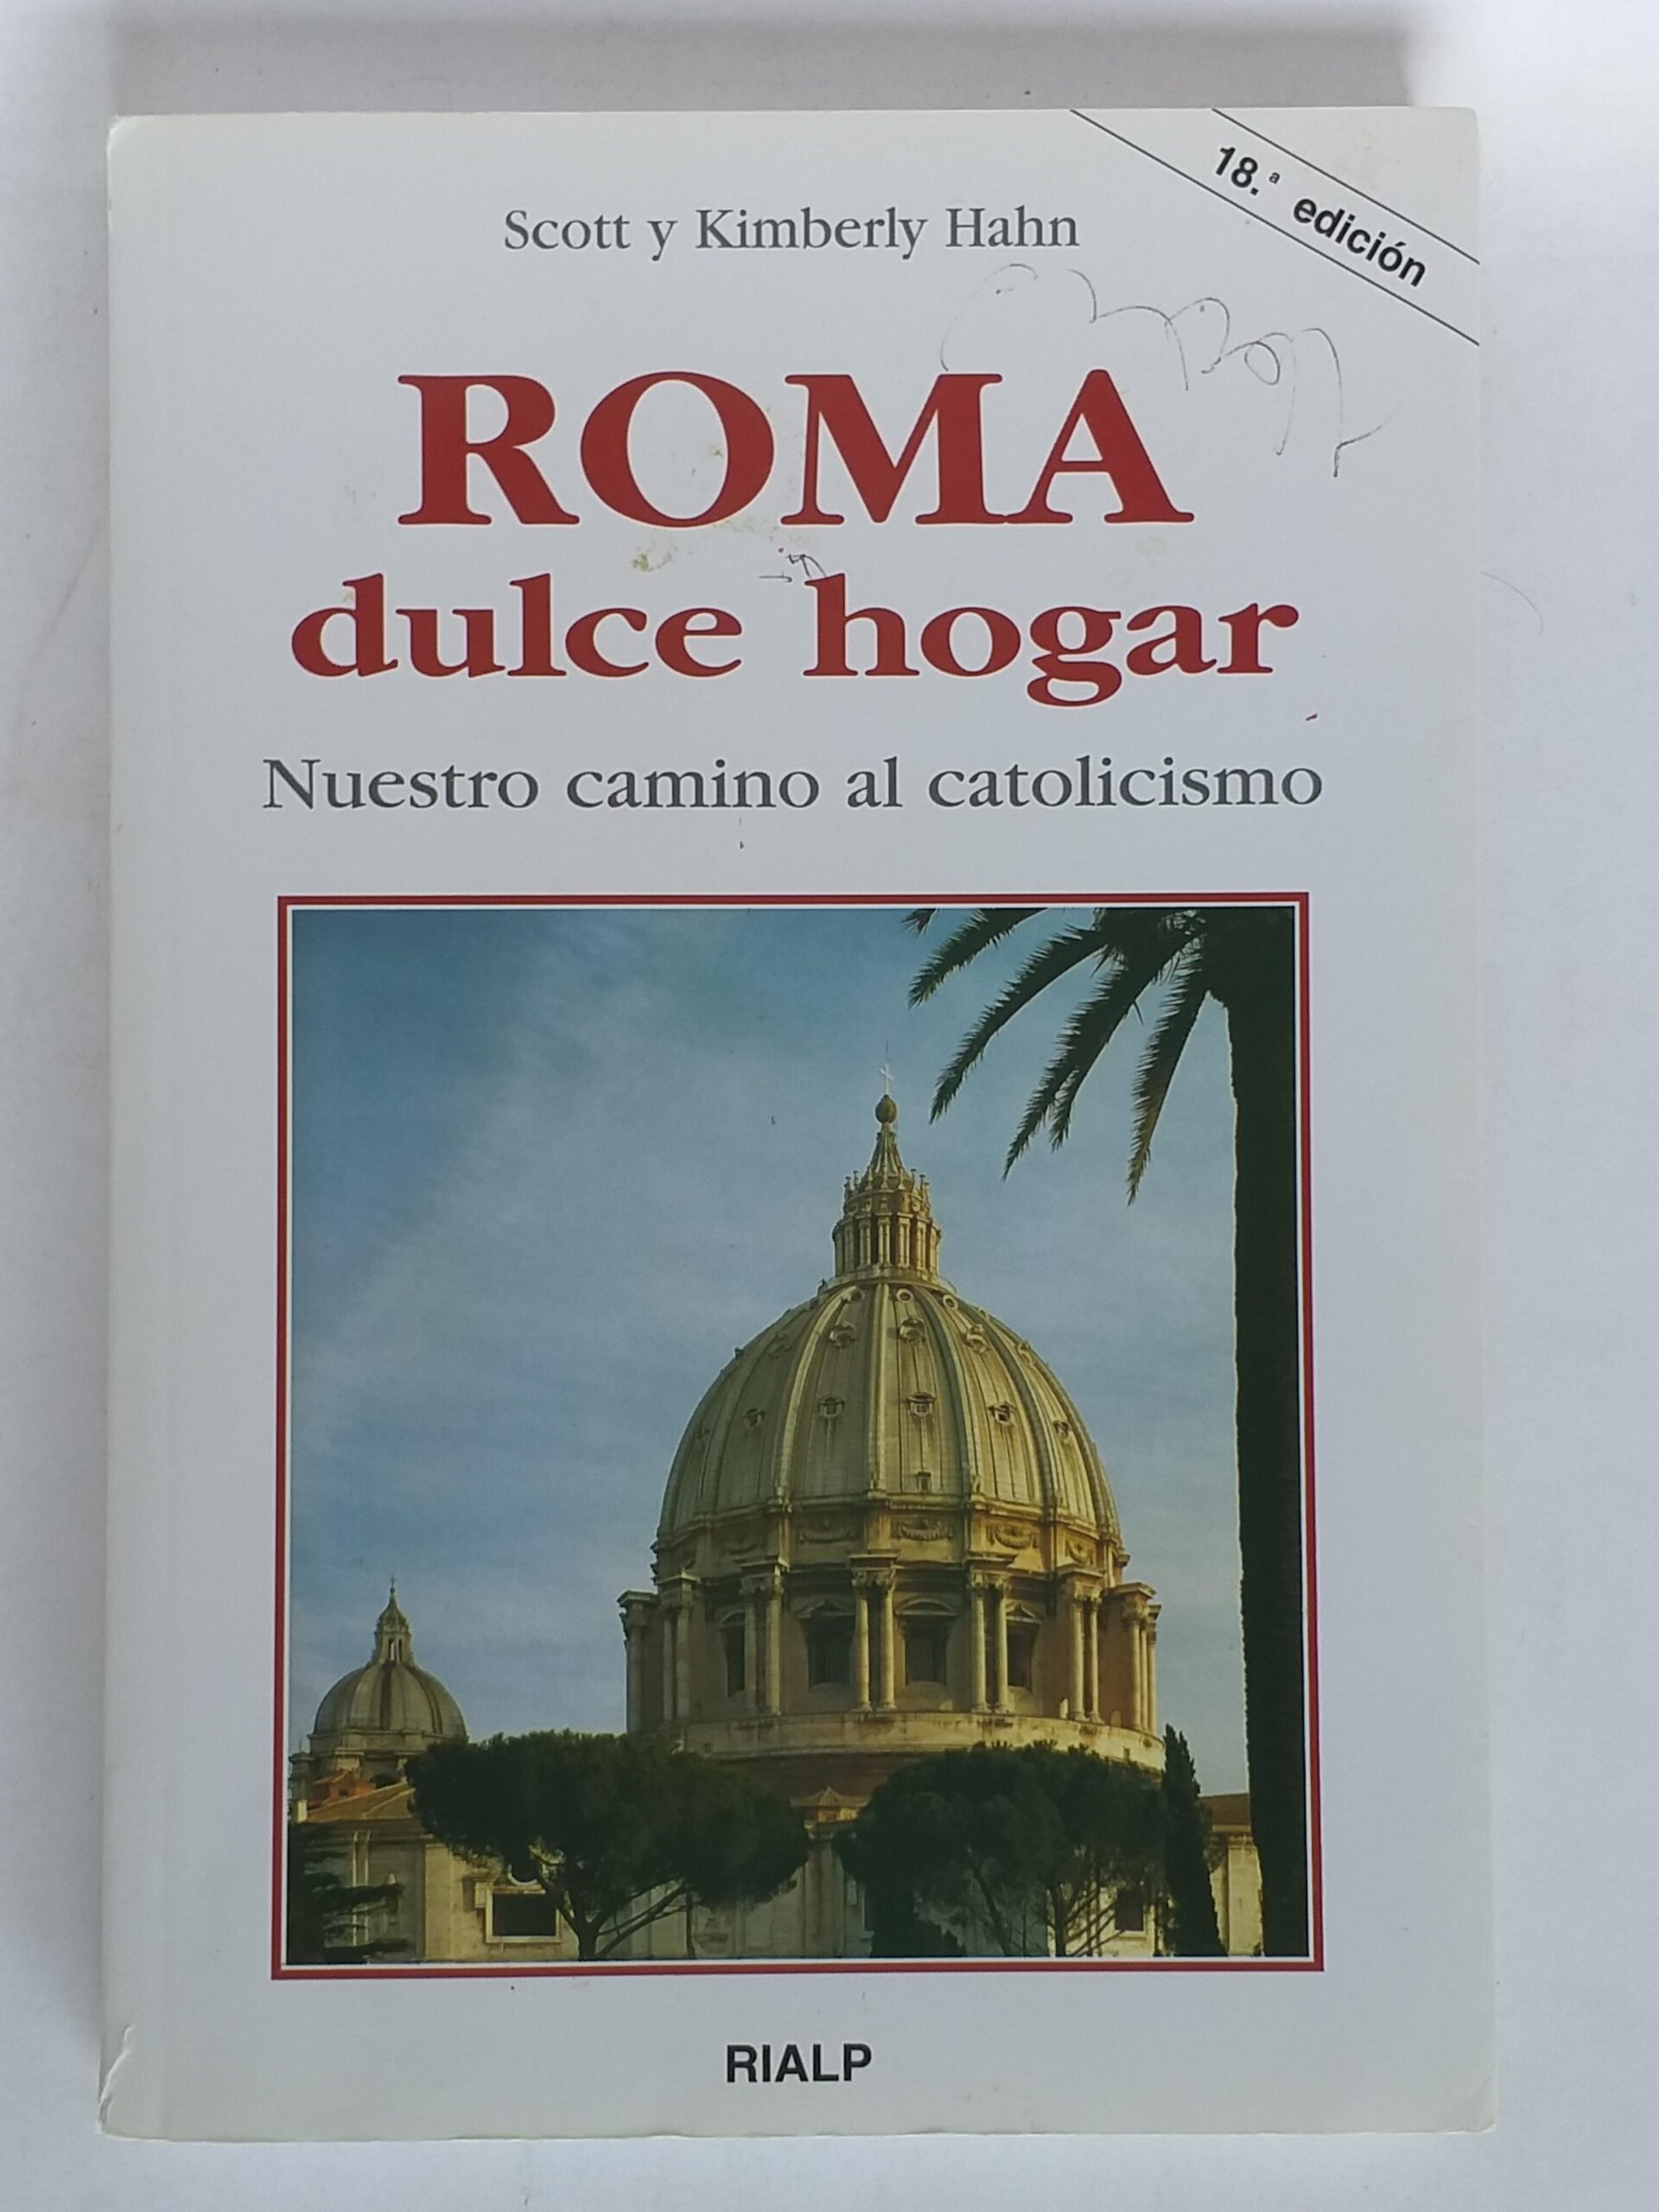 18.ª edición
Scott y Kimberly Hahn
ROMA
dulce hogar
Nuestro camino al catolicismo
RIALP